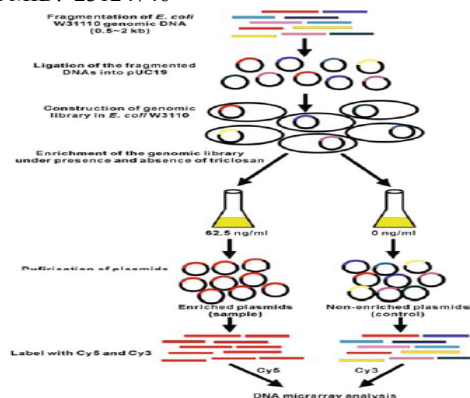 Fragmentation of E. coli
W31110 genomic DNA
(0.5~2 kb)
Ligation of the fragmented
DNAs into pUC19
Construction of genomic
library in E. coli W3110
Enrichment of the genomic library
under presence and absence of triclosan
62.5 ng/ml
0 ng/ml
Purification of plasmids
Enriched plasmids
(sample)
Non-enriched plasmids
(control)
Label with Cy5 and Cy3
Cy5
Cy3
DNA micrarray analysis